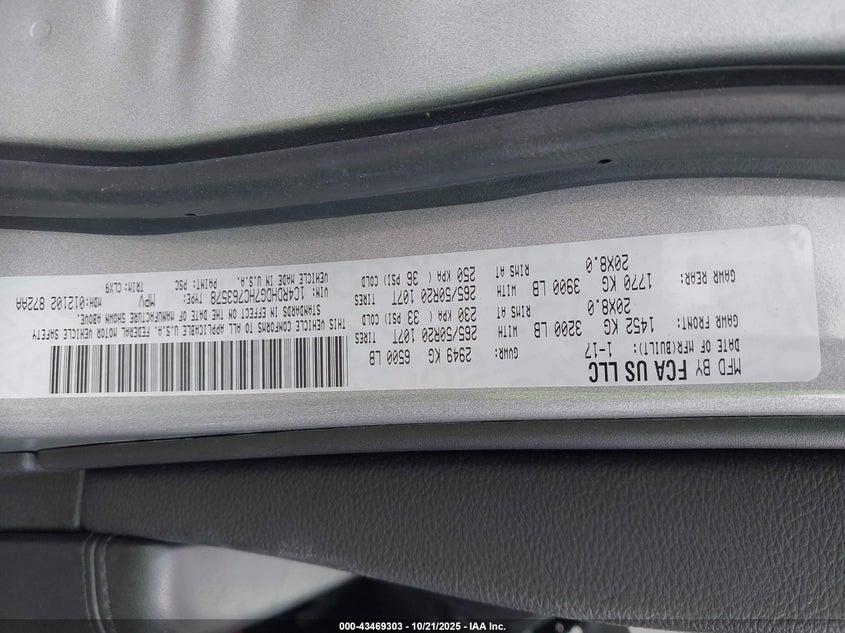 MFD BY FCA US LLC
DATE OF MFR(BUILT): 1-17 GVWR: 2949 KG 6500 LB
GAWR FRONT: 1452 KG 3200 LB WITH 265/50R20 107T TIRES
20X8.0 RIMS AT 230 KPA ( 33 PSI) COLD
GAWR REAR: 1770 KG 3900 LB WITH 265/50R20 107T TIRES
20X8.0 RIMS AT 250 KPA ( 36 PSI) COLD
THIS VEHICLE CONFORMS TO ALL APPLICABLE U.S.A. FEDERAL MOTOR VEHICLE SAFETY
STANDARDS IN EFFECT ON THE DATE OF MANUFACTURE SHOWN ABOVE.
VIN: 1C4RDHDG7HC763578 TYPE: MPV MDH:012102 872AA
VEHICLE MADE IN U.S.A. PAINT: PSC TRIM: CLX9
000-43469303 - 10/21/2025 - IAA Inc.